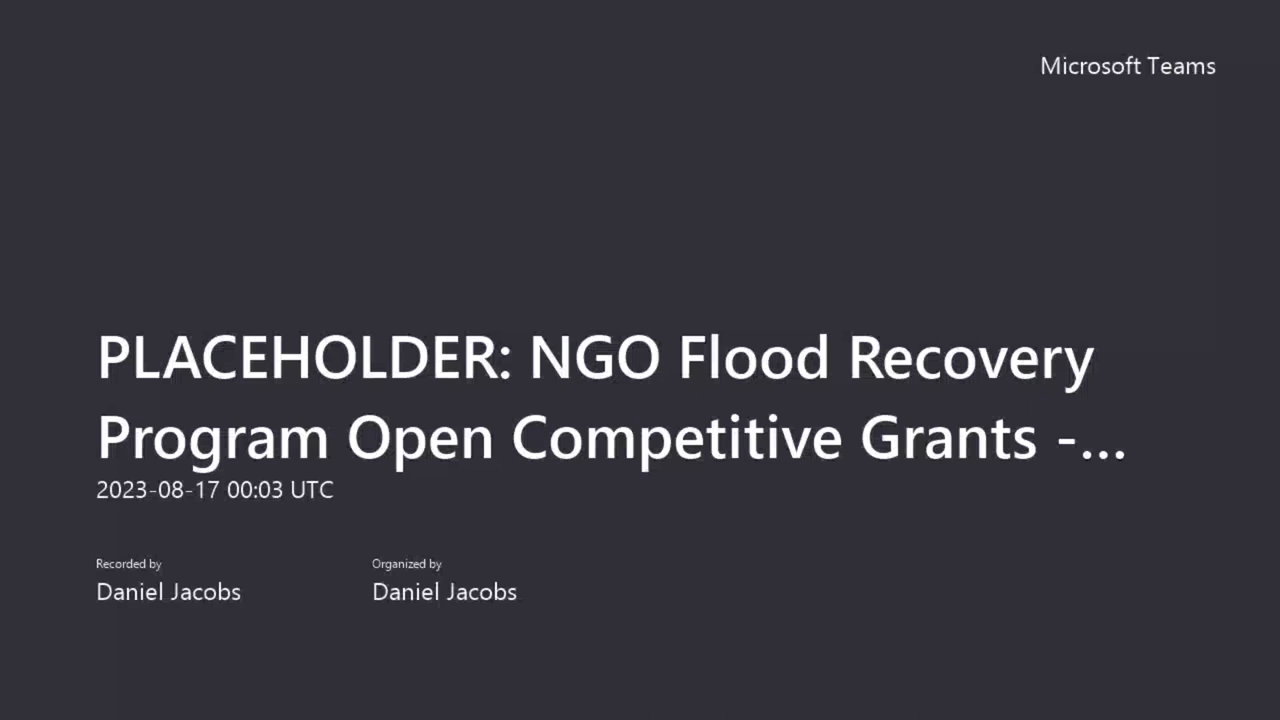 Microsoft Teams
PLACEHOLDER: NGO Flood Recovery
Program Open Competitive Grants -...
2023-08-17 00:03 UTC
Recorded by
Organized by
Daniel Jacobs
Daniel Jacobs